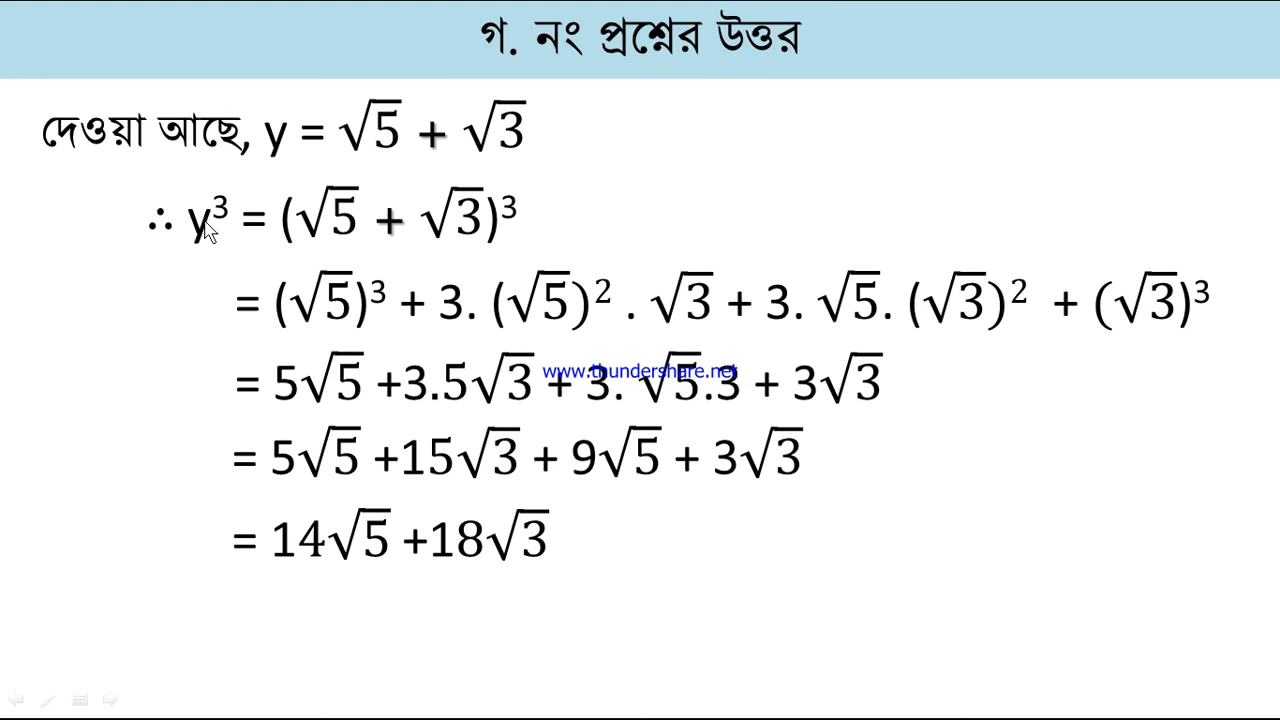 গ. নং প্রশ্নের উত্তর
দেওয়া আছে, y = √5 + √3
∴ y³ = (√5 + √3)³
= (√5)³ + 3. (√5)² . √3 + 3. √5. (√3)² + (√3)³
= 5√5 +3.5√3 + 3. √5.3 + 3√3
www.thundershare.net
= 5√5 +15√3 + 9√5 + 3√3
= 14√5 +18√3